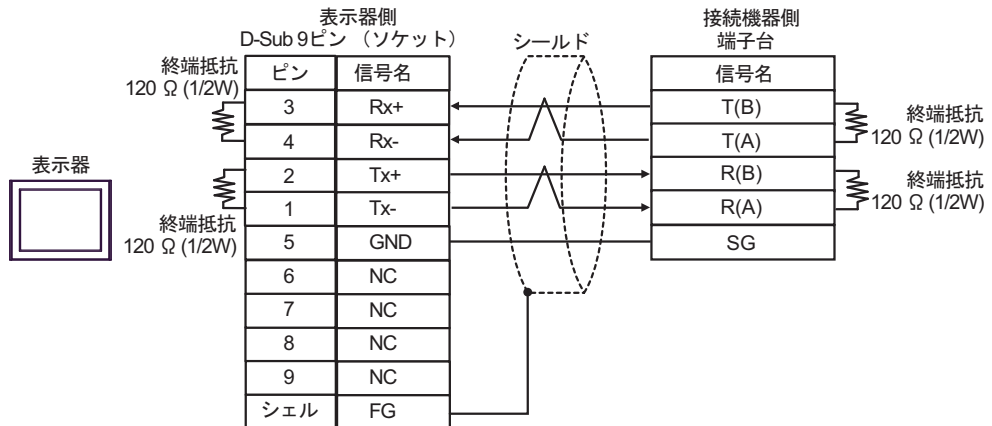 表示器側
D-Sub 9ピン （ソケット）
シールド
接続機器側
端子台
終端抵抗
120 Ω (1/2W)
ピン 信号名
信号名
3 Rx+
T(B)
4 Rx-
T(A)
終端抵抗
120 Ω (1/2W)
表示器
2 Tx+
R(B)
1 Tx-
R(A)
終端抵抗
120 Ω (1/2W)
終端抵抗
120 Ω (1/2W)
5 GND
SG
6 NC
7 NC
8 NC
9 NC
シェル FG